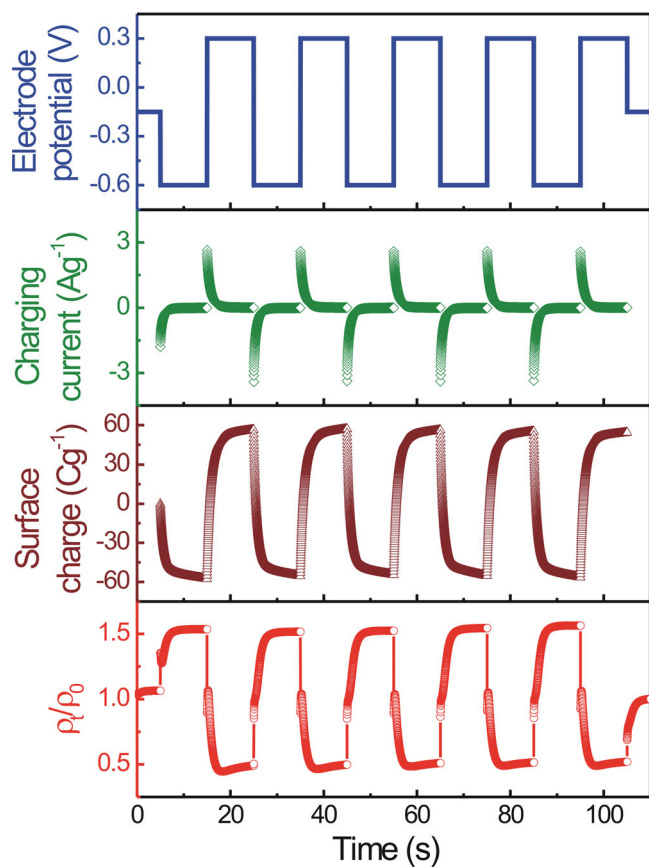 Electrode
potential (V)
0.3
0.0
-0.3
-0.6
Charging
current (Ag⁻¹)
3
0
-3
Surface
charge (Cg⁻¹)
60
30
0
-30
-60
ρₜ/ρ₀
1.5
1.0
0.5
0 20 40 60 80 100
Time (s)